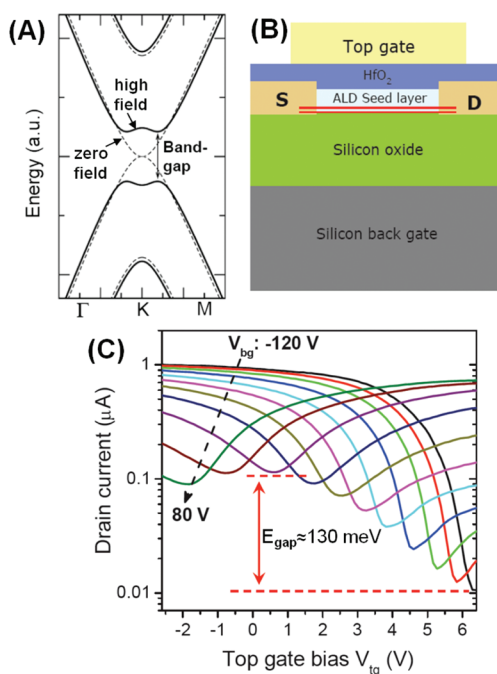 (A)
high
field
zero
field
Band-
gap
Energy (a.u.)
Γ K M
(B)
Top gate
HfO₂
S ALD Seed layer D
Silicon oxide
Silicon back gate
(C)
V_bg: -120 V
80 V
E_gap≈130 meV
Drain current (μA)
1
0.1
0.01
-2 -1 0 1 2 3 4 5 6
Top gate bias V_tg (V)